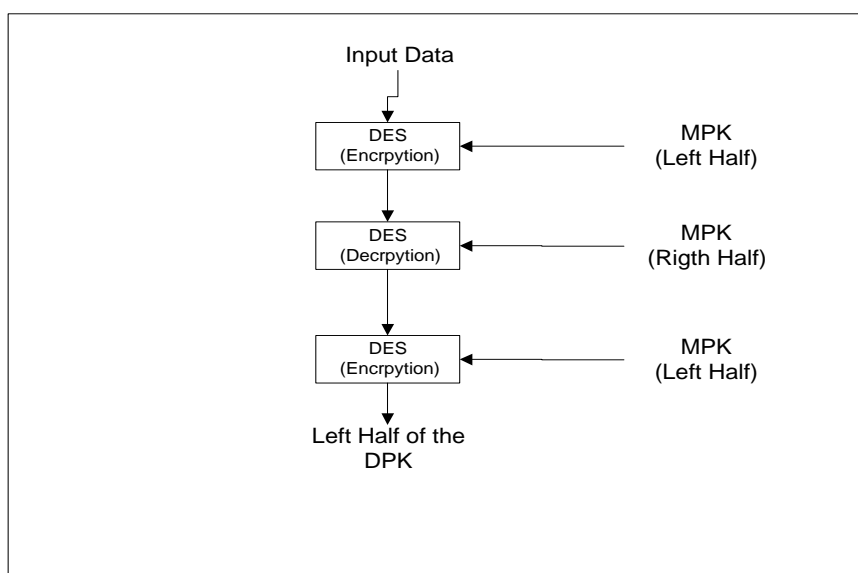 Input Data
DES
(Encrpytion)
MPK
(Left Half)
DES
(Decrpytion)
MPK
(Rigth Half)
DES
(Encrpytion)
MPK
(Left Half)
Left Half of the
DPK